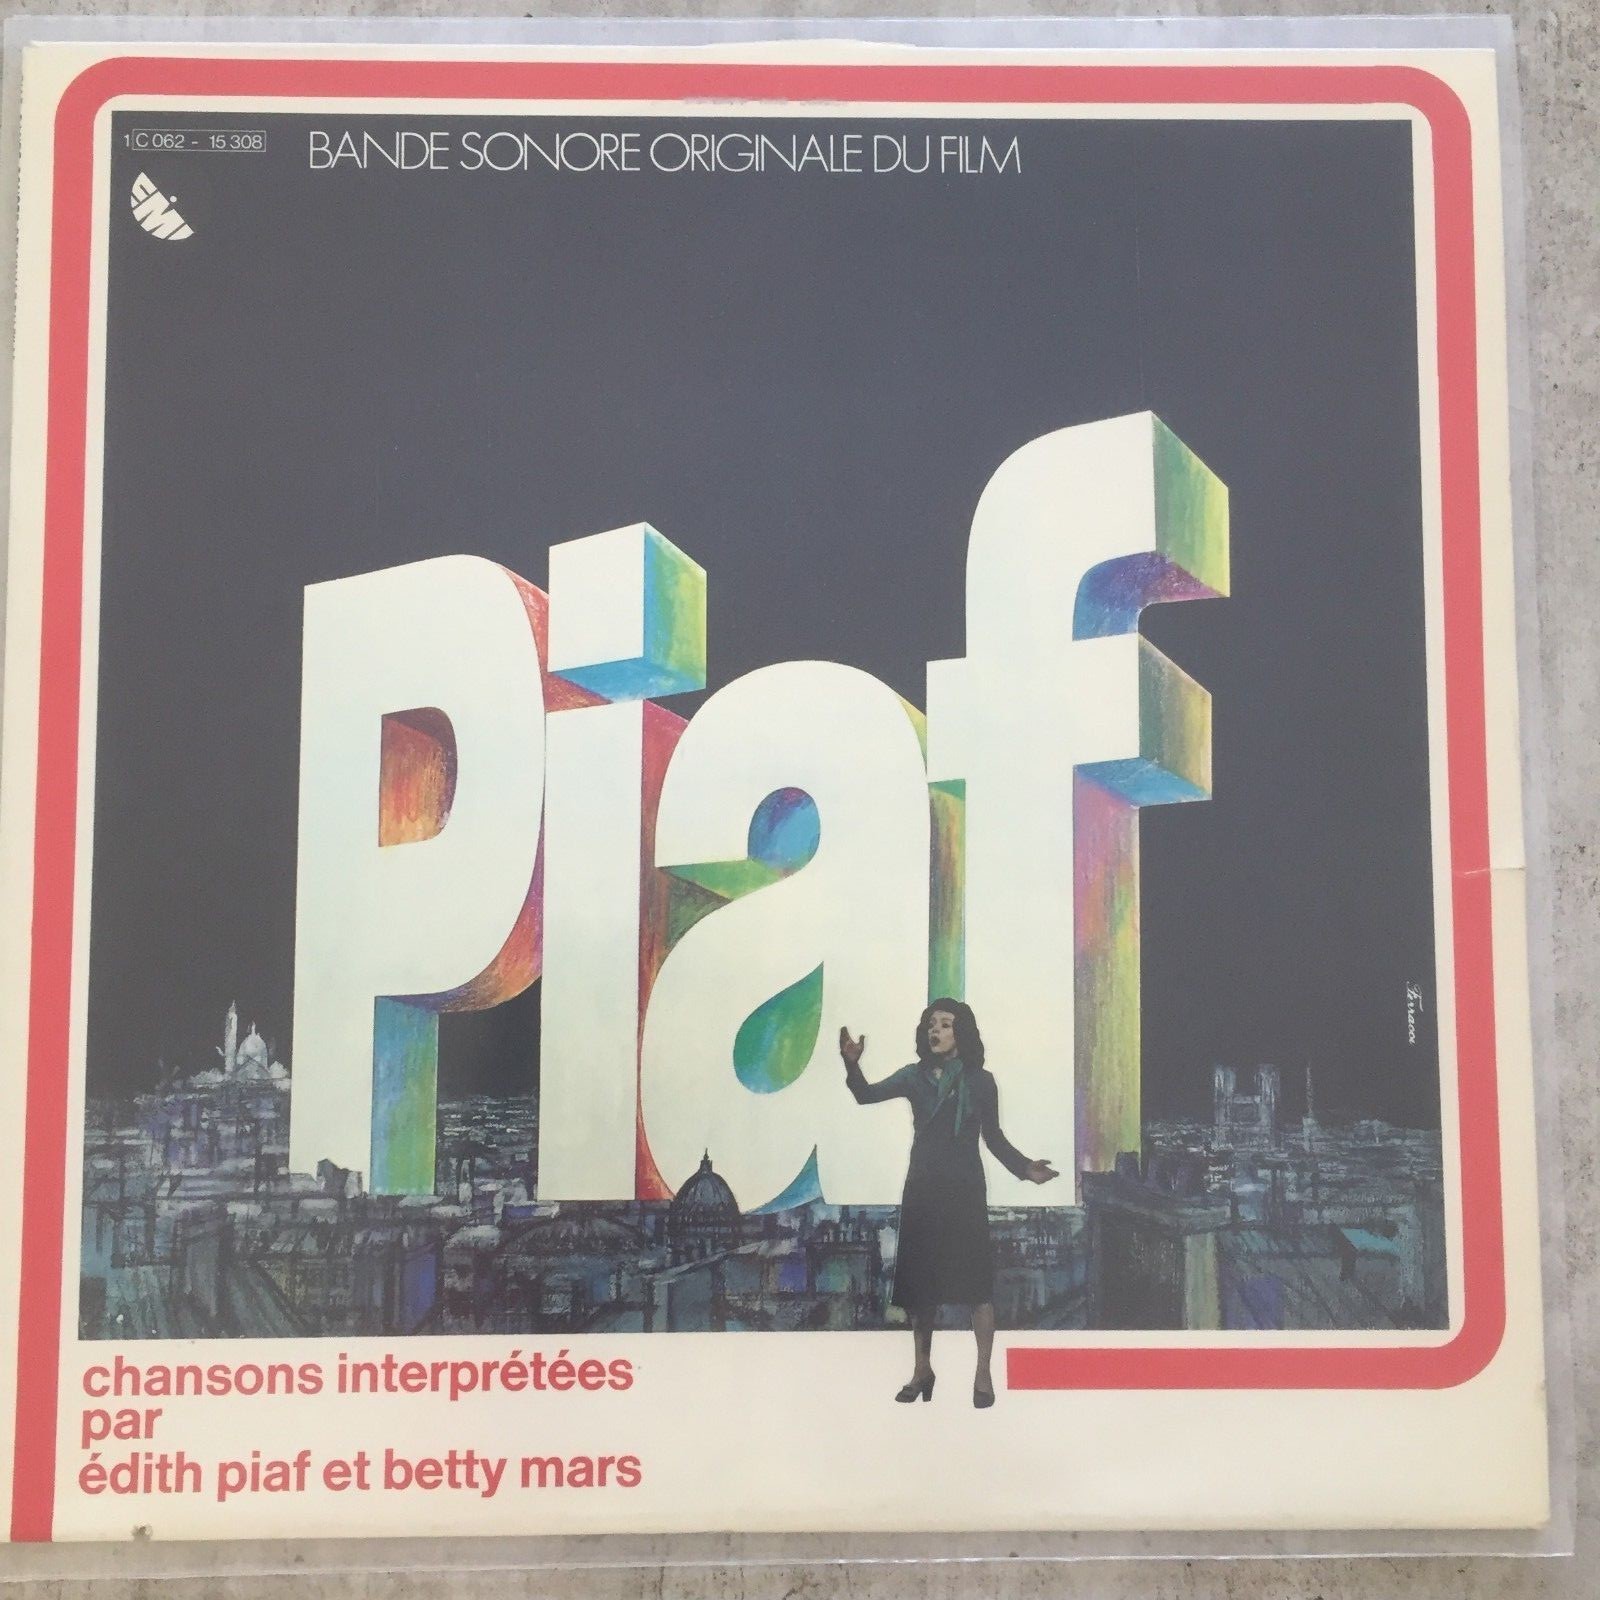 1 C 062 - 15 308
BANDE SONORE ORIGINALE DU FILM
EMI
Piaf
Ferracci
chansons interprétées
par
édith piaf et betty mars